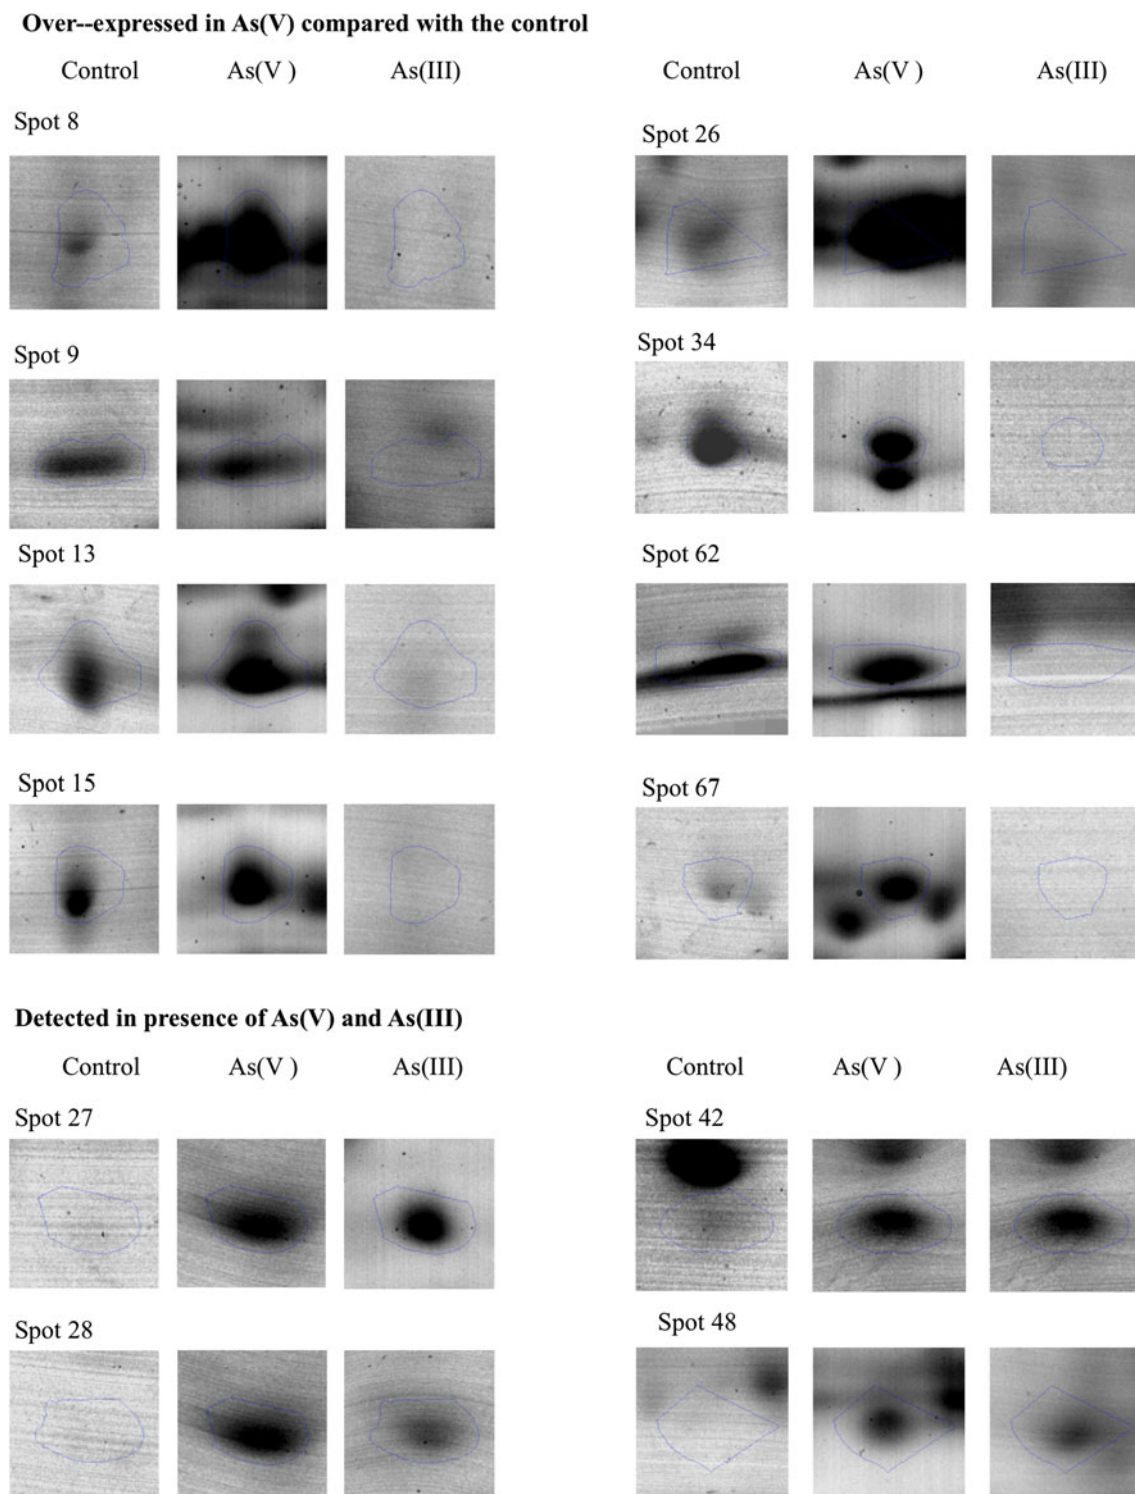 Over--expressed in As(V) compared with the control
Control As(V ) As(III) Control As(V ) As(III)
Spot 8 Spot 26
Spot 9 Spot 34
Spot 13 Spot 62
Spot 15 Spot 67
Detected in presence of As(V) and As(III)
Control As(V ) As(III) Control As(V ) As(III)
Spot 27 Spot 42
Spot 28 Spot 48